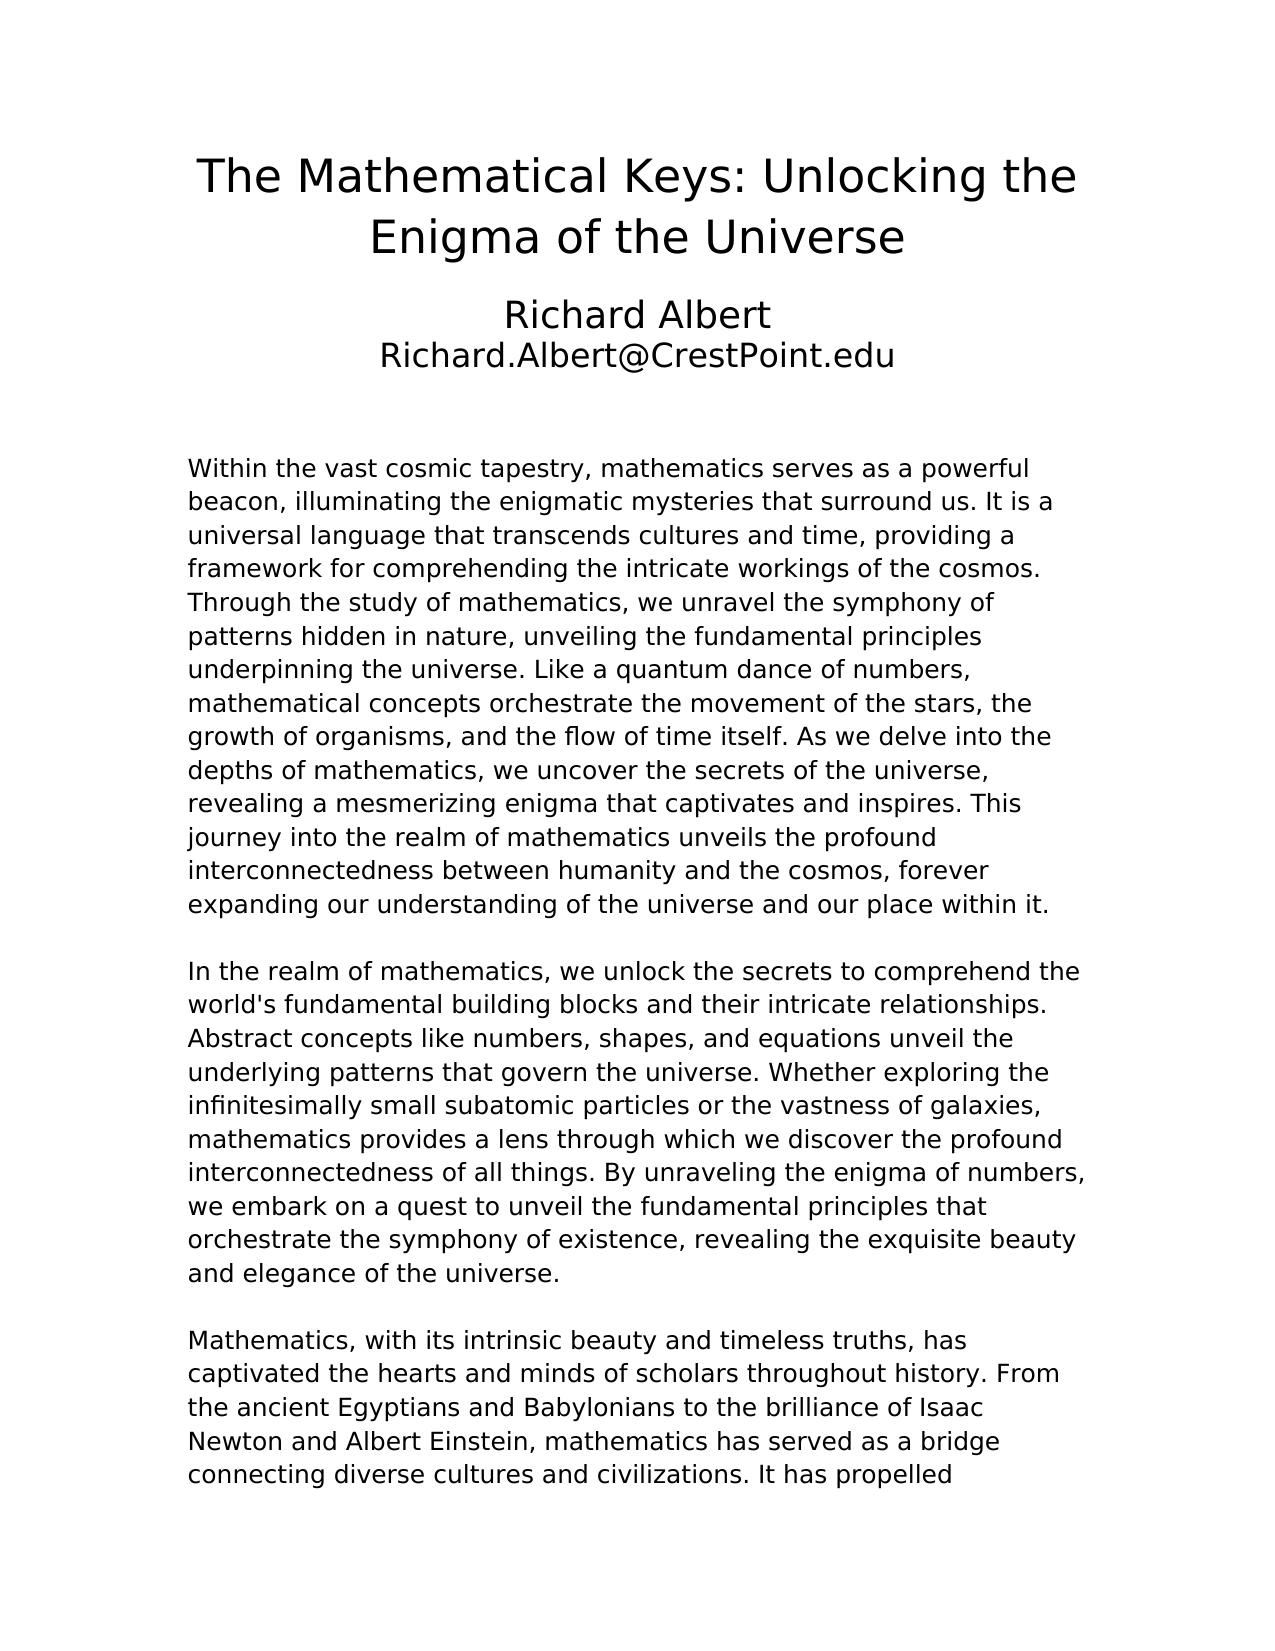 The Mathematical Keys: Unlocking the
Enigma of the Universe
Richard Albert
Richard.Albert@CrestPoint.edu
Within the vast cosmic tapestry, mathematics serves as a powerful
beacon, illuminating the enigmatic mysteries that surround us. It is a
universal language that transcends cultures and time, providing a
framework for comprehending the intricate workings of the cosmos.
Through the study of mathematics, we unravel the symphony of
patterns hidden in nature, unveiling the fundamental principles
underpinning the universe. Like a quantum dance of numbers,
mathematical concepts orchestrate the movement of the stars, the
growth of organisms, and the flow of time itself. As we delve into the
depths of mathematics, we uncover the secrets of the universe,
revealing a mesmerizing enigma that captivates and inspires. This
journey into the realm of mathematics unveils the profound
interconnectedness between humanity and the cosmos, forever
expanding our understanding of the universe and our place within it.
In the realm of mathematics, we unlock the secrets to comprehend the
world's fundamental building blocks and their intricate relationships.
Abstract concepts like numbers, shapes, and equations unveil the
underlying patterns that govern the universe. Whether exploring the
infinitesimally small subatomic particles or the vastness of galaxies,
mathematics provides a lens through which we discover the profound
interconnectedness of all things. By unraveling the enigma of numbers,
we embark on a quest to unveil the fundamental principles that
orchestrate the symphony of existence, revealing the exquisite beauty
and elegance of the universe.
Mathematics, with its intrinsic beauty and timeless truths, has
captivated the hearts and minds of scholars throughout history. From
the ancient Egyptians and Babylonians to the brilliance of Isaac
Newton and Albert Einstein, mathematics has served as a bridge
connecting diverse cultures and civilizations. It has propelled